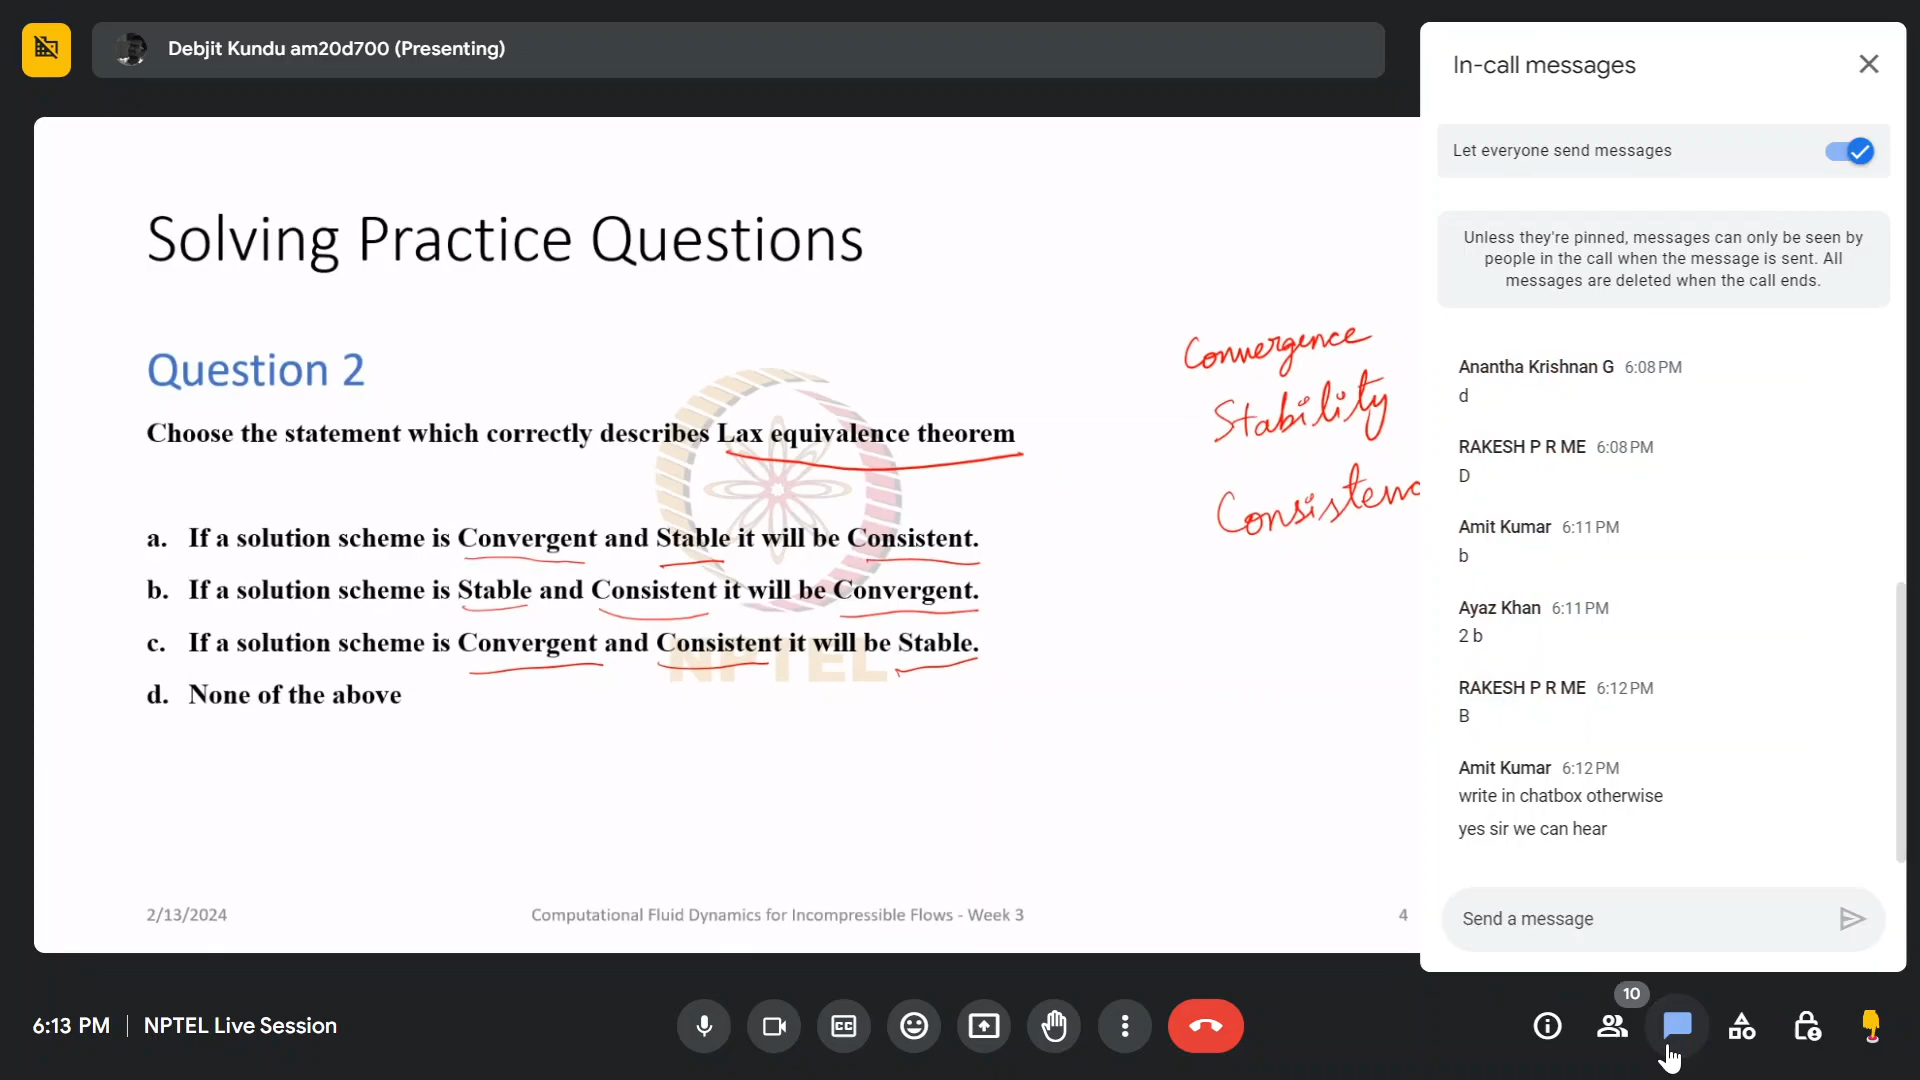 Debjit Kundu am20d700 (Presenting)
Solving Practice Questions
Question 2
Choose the statement which correctly describes Lax equivalence theorem
a. If a solution scheme is Convergent and Stable it will be Consistent.
b. If a solution scheme is Stable and Consistent it will be Convergent.
c. If a solution scheme is Convergent and Consistent it will be Stable.
d. None of the above
Convergence
Stability
NPTEL
2/13/2024
Computational Fluid Dynamics for Incompressible Flows - Week 3
4
In-call messages
Let everyone send messages
Unless they're pinned, messages can only be seen by
people in the call when the message is sent. All
messages are deleted when the call ends.
Anantha Krishnan G 6:08 PM
d
RAKESH P R ME 6:08 PM
D
Amit Kumar 6:11 PM
b
Ayaz Khan 6:11 PM
2 b
RAKESH P R ME 6:12 PM
B
Amit Kumar 6:12 PM
write in chatbox otherwise
yes sir we can hear
Send a message
6:13 PM | NPTEL Live Session
CC
10